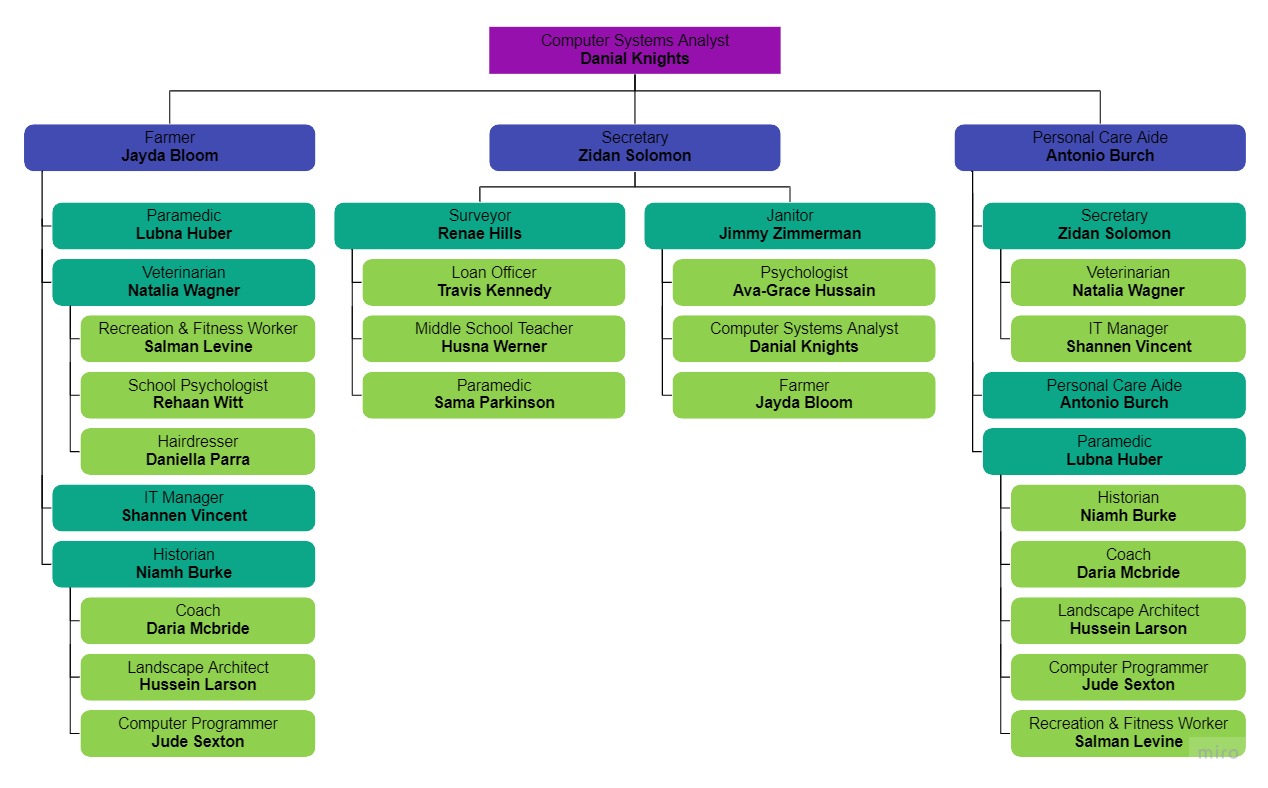 Computer Systems Analyst
Danial Knights
Farmer
Jayda Bloom
Paramedic
Lubna Huber
Veterinarian
Natalia Wagner
Recreation & Fitness Worker
Salman Levine
School Psychologist
Rehaan Witt
Hairdresser
Daniella Parra
IT Manager
Shannen Vincent
Historian
Niamh Burke
Coach
Daria Mcbride
Landscape Architect
Hussein Larson
Computer Programmer
Jude Sexton
Secretary
Zidan Solomon
Surveyor
Renae Hills
Loan Officer
Travis Kennedy
Middle School Teacher
Husna Werner
Paramedic
Sama Parkinson
Janitor
Jimmy Zimmerman
Psychologist
Ava-Grace Hussain
Computer Systems Analyst
Danial Knights
Farmer
Jayda Bloom
Personal Care Aide
Antonio Burch
Secretary
Zidan Solomon
Veterinarian
Natalia Wagner
IT Manager
Shannen Vincent
Personal Care Aide
Antonio Burch
Paramedic
Lubna Huber
Historian
Niamh Burke
Coach
Daria Mcbride
Landscape Architect
Hussein Larson
Computer Programmer
Jude Sexton
Recreation & Fitness Worker
Salman Levine
miro